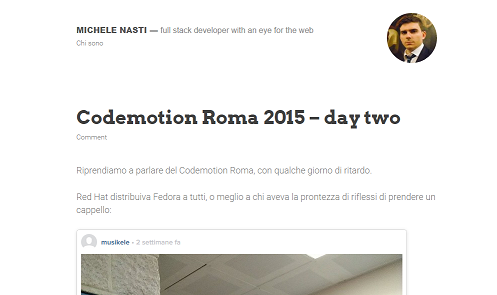 MICHELE NASTI — full stack developer with an eye for the web
Chi sono
Codemotion Roma 2015 – day two
Comment
Riprendiamo a parlare del Codemotion Roma, con qualche giorno di ritardo.
Red Hat distribuiva Fedora a tutti, o meglio a chi aveva la prontezza di riflessi di prendere un
cappello:
musikele - 2 settimane fa